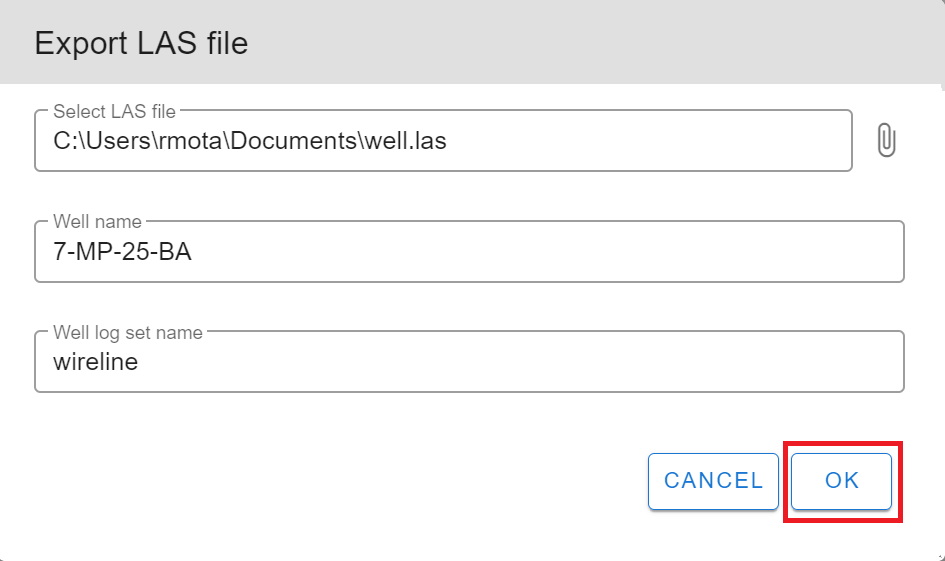 Export LAS file
Select LAS file
C:\Users\rmota\Documents\well.las
Well name
7-MP-25-BA
Well log set name
wireline
CANCEL OK